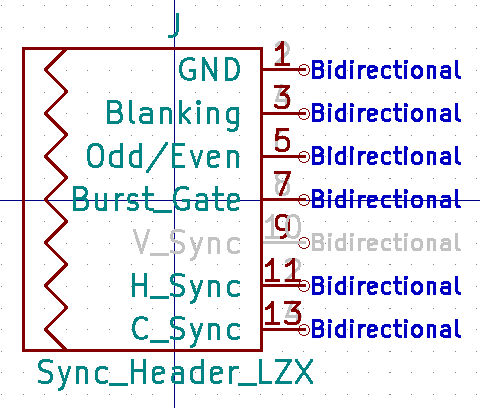 J
GND 1 Bidirectional
Blanking 3 Bidirectional
Odd/Even 5 Bidirectional
Burst_Gate 7 Bidirectional
V_Sync 9 10 Bidirectional
H_Sync 11 Bidirectional
C_Sync 13 Bidirectional
Sync_Header_LZX